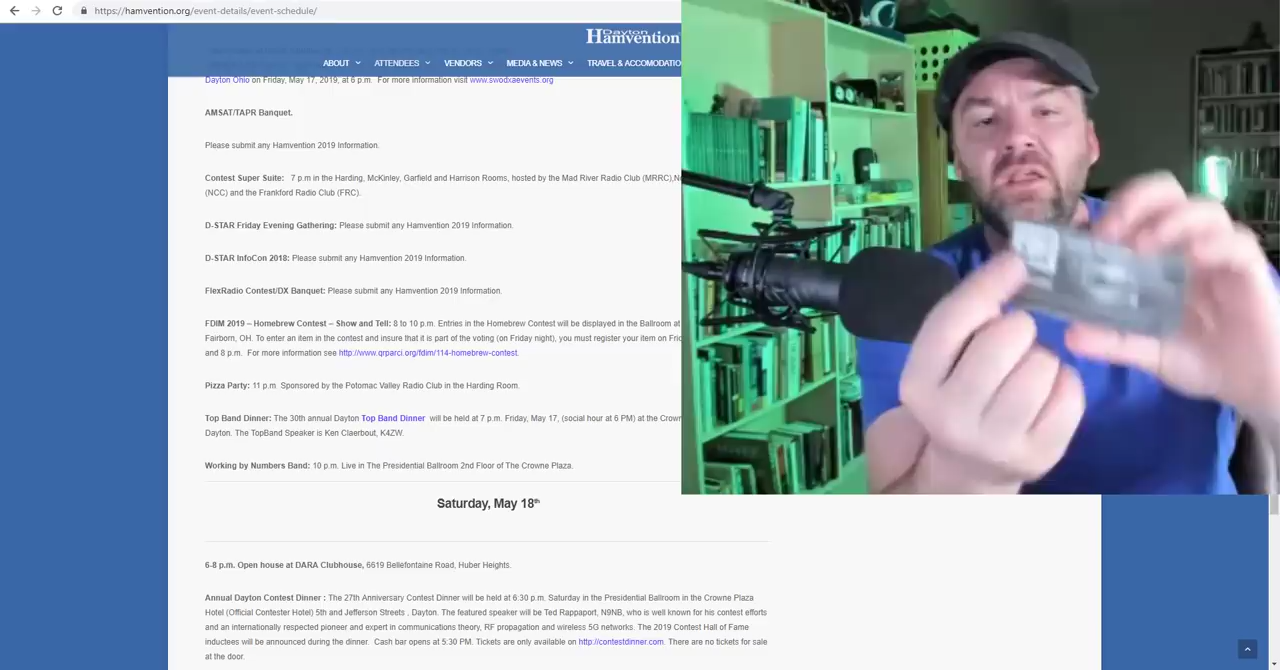 https://hamvention.org/event-details/event-schedule/
Dayton
Hamvention
ABOUT ATTENDEES VENDORS MEDIA & NEWS TRAVEL & ACCOMODATIO
Dayton Ohio on Friday, May 17, 2019, at 6 p.m. For more information visit www.swodxaevents.org
AMSAT/TAPR Banquet.
Please submit any Hamvention 2019 Information.
Contest Super Suite: 7 p.m in the Harding, McKinley, Garfield and Harrison Rooms, hosted by the Mad River Radio Club (MRRC),No
(NCC) and the Frankford Radio Club (FRC).
D-STAR Friday Evening Gathering: Please submit any Hamvention 2019 Information.
D-STAR InfoCon 2018: Please submit any Hamvention 2019 Information.
FlexRadio Contest/DX Banquet: Please submit any Hamvention 2019 Information.
FDIM 2019 – Homebrew Contest – Show and Tell: 8 to 10 p.m. Entries in the Homebrew Contest will be displayed in the Ballroom at
Fairborn, OH. To enter an item in the contest and insure that it is part of the voting (on Friday night), you must register your item on Frid
and 8 p.m. For more information see http://www.qrparci.org/fdim/114-homebrew-contest.
Pizza Party: 11 p.m. Sponsored by the Potomac Valley Radio Club in the Harding Room.
Top Band Dinner: The 30th annual Dayton Top Band Dinner will be held at 7 p.m. Friday, May 17, (social hour at 6 PM) at the Crown
Dayton. The TopBand Speaker is Ken Claerbout, K4ZW.
Working by Numbers Band: 10 p.m. Live in The Presidential Ballroom 2nd Floor of The Crowne Plaza.
Saturday, May 18th
6-8 p.m. Open house at DARA Clubhouse, 6619 Bellefontaine Road, Huber Heights.
Annual Dayton Contest Dinner : The 27th Anniversary Contest Dinner will be held at 6:30 p.m. Saturday in the Presidential Ballroom in the Crowne Plaza
Hotel (Official Contester Hotel) 5th and Jefferson Streets , Dayton. The featured speaker will be Ted Rappaport, N9NB, who is well known for his contest efforts
and an internationally respected pioneer and expert in communications theory, RF propagation and wireless 5G networks. The 2019 Contest Hall of Fame
inductees will be announced during the dinner. Cash bar opens at 5:30 PM. Tickets are only available on http://contestdinner.com. There are no tickets for sale
at the door.